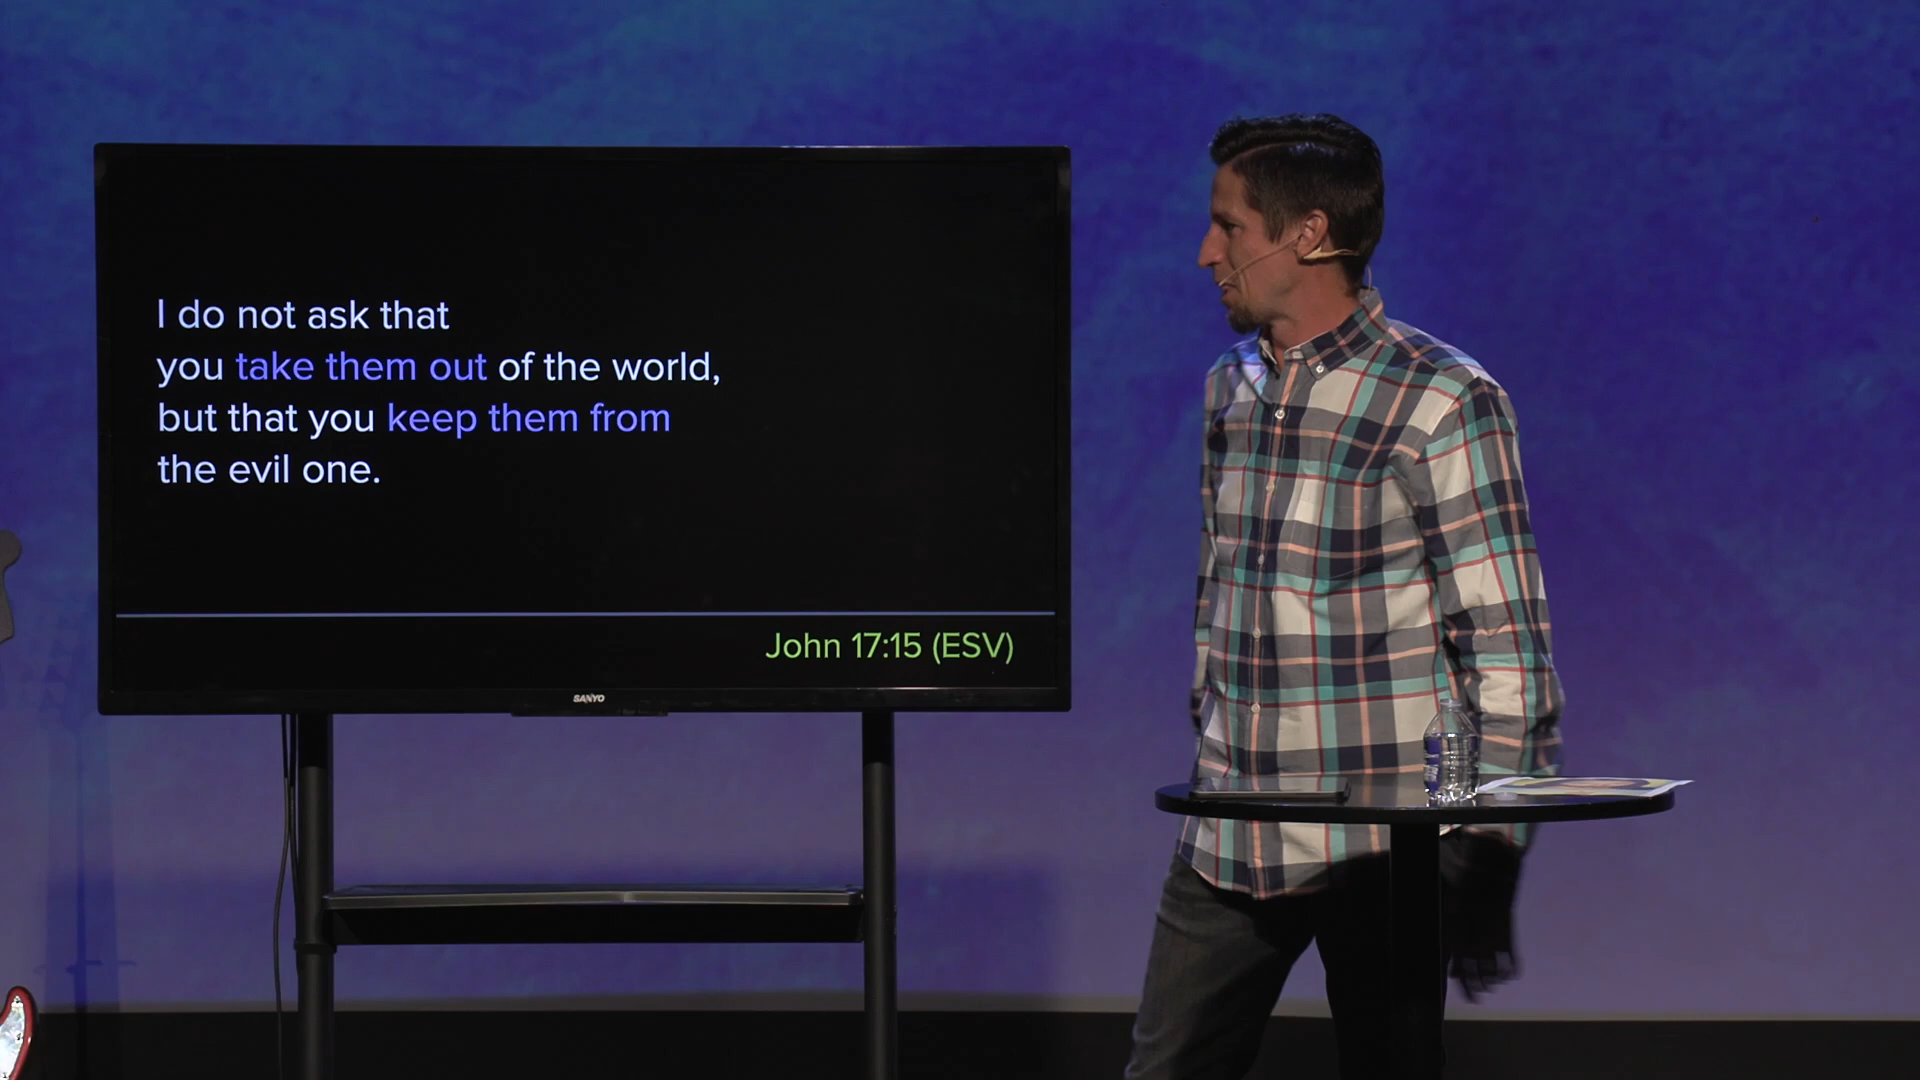 I do not ask that
you take them out of the world,
but that you keep them from
the evil one.
John 17:15 (ESV)
SANYO